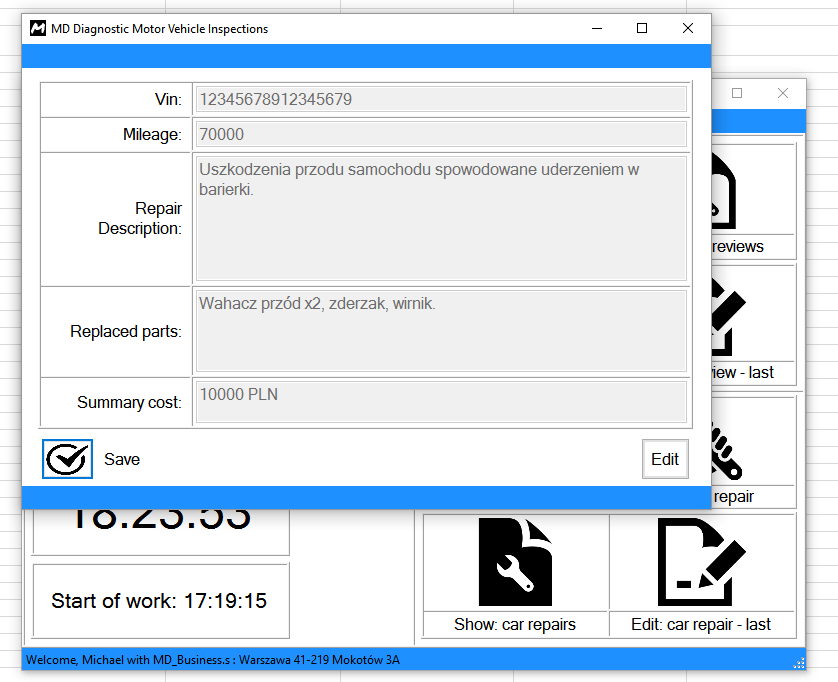 MD Diagnostic Motor Vehicle Inspections
Vin:
12345678912345679
Mileage:
70000
Repair
Description:
Uszkodzenia przodu samochodu spowodowane uderzeniem w
barierki.
Replaced parts:
Wahacz przód x2, zderzak, wirnik.
Summary cost:
10000 PLN
Save
Edit
reviews
- last
repair
18:23:53
Start of work: 17:19:15
Show: car repairs
Edit: car repair - last
Welcome, Michael with MD_Business.s : Warszawa 41-219 Mokotów 3A